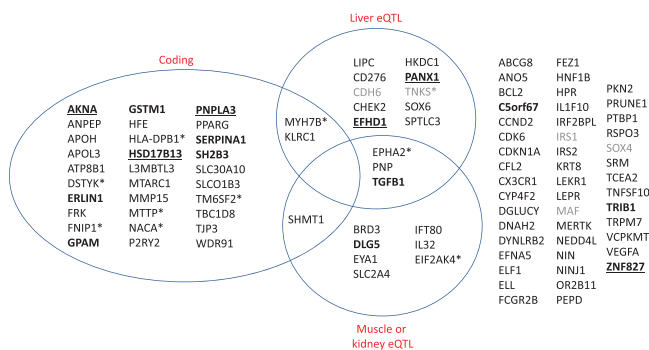 Liver eQTL
Coding
AKNA GSTM1 PNPLA3
ANPEP HFE PPARG
APOH HLA-DPB1* SERPINA1
APOL3 HSD17B13 SH2B3
ATP8B1 L3MBTL3 SLC30A10
DSTYK* MTARC1 SLCO1B3
ERLIN1 MMP15 TM6SF2*
FRK MTTP* TBC1D8
FNIP1* NACA* TJP3
GPAM P2RY2 WDR91
MYH7B*
KLRC1
LIPC HKDC1
CD276 PANX1
CDH6 TNKS*
CHEK2 SOX6
EFHD1 SPTLC3
EPHA2*
PNP
TGFB1
SHMT1
BRD3 IFT80
DLG5 IL32
EYA1 EIF2AK4*
SLC2A4
Muscle or
kidney eQTL
ABCG8
ANO5
BCL2
C5orf67
CCND2
CDK6
CDKN1A
CFL2
CX3CR1
CYP4F2
DGLUCY
DNAH2
DYNLRB2
EFNA5
ELF1
ELL
FCGR2B
FEZ1
HNF1B
HPR
IL1F10
IRF2BPL
IRS1
IRS2
KRT8
LEKR1
LEPR
MAF
MERTK
NEDD4L
NIN
NINJ1
OR2B11
PEPD
PKN2
PRUNE1
PTBP1
RSPO3
SOX4
SRM
TCEA2
TNFSF10
TRIB1
TRPM7
VCPKMT
VEGFA
ZNF827